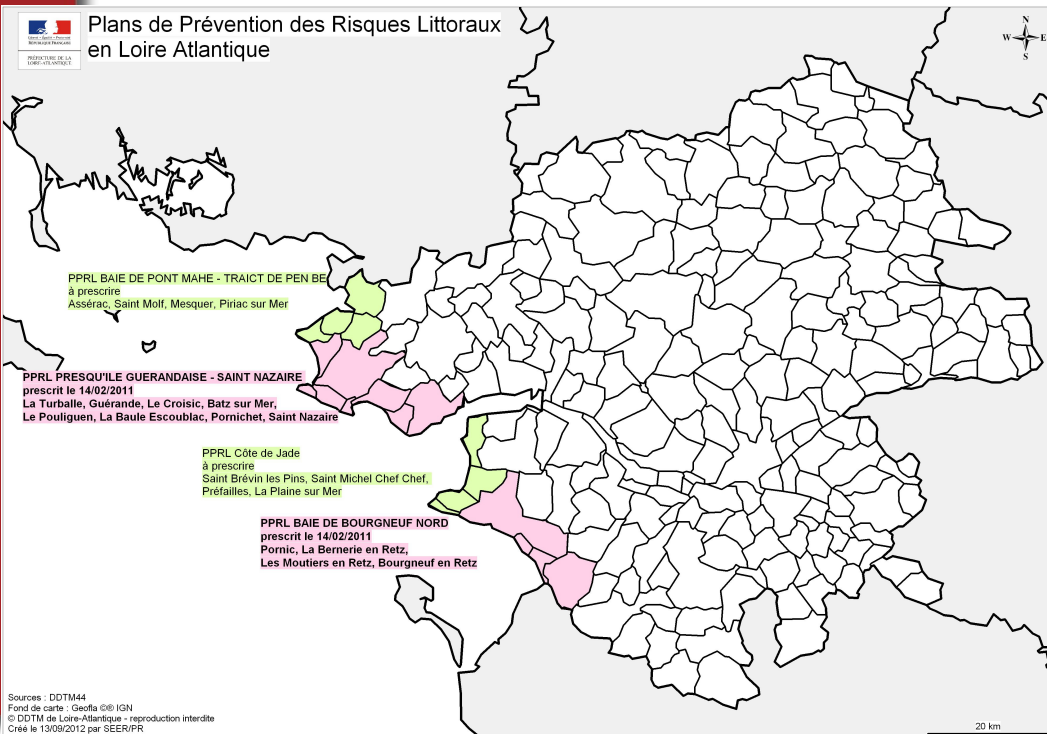 Liberté • Égalité • Fraternité
RÉPUBLIQUE FRANÇAISE
PRÉFECTURE DE LA
LOIRE-ATLANTIQUE
Plans de Prévention des Risques Littoraux
en Loire Atlantique
N
W E
S
PPRL BAIE DE PONT MAHE - TRAICT DE PEN BE
à prescrire
Assérac, Saint Molf, Mesquer, Piriac sur Mer
PPRL PRESQU'ILE GUERANDAISE - SAINT NAZAIRE
prescrit le 14/02/2011
La Turballe, Guérande, Le Croisic, Batz sur Mer,
Le Pouliguen, La Baule Escoublac, Pornichet, Saint Nazaire
PPRL Côte de Jade
à prescrire
Saint Brévin les Pins, Saint Michel Chef Chef,
Préfailles, La Plaine sur Mer
PPRL BAIE DE BOURGNEUF NORD
prescrit le 14/02/2011
Pornic, La Bernerie en Retz,
Les Moutiers en Retz, Bourgneuf en Retz
Sources : DDTM44
Fond de carte : Geofla ©® IGN
© DDTM de Loire-Atlantique - reproduction interdite
Créé le 13/09/2012 par SEER/PR
20 km